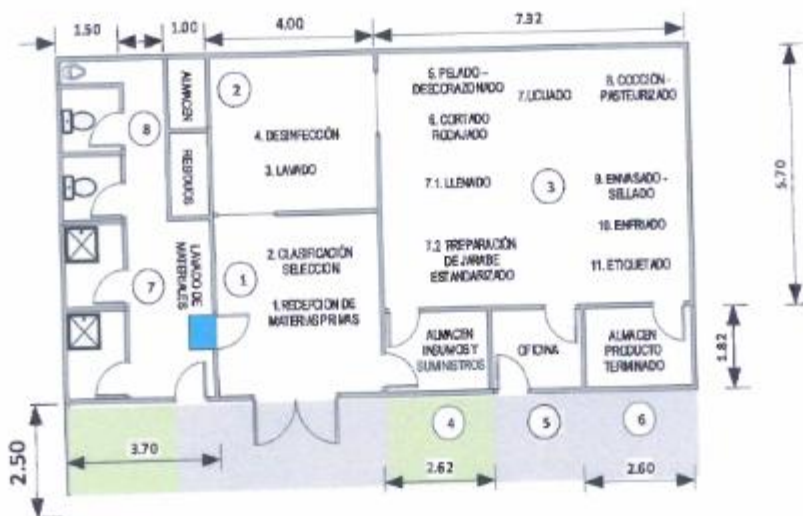 1.50
1.00
4.00
7.32
ALMACEN
RESIDUOS
8
2
4. DESINFECCIÓN
3. LAVADO
5. PELADO -
DESCORAZONADO
6. CORTADO
RODAJADO
7. LICUADO
8. COCCIÓN -
PASTEURIZADO
7.1. LLENADO
3
9. ENVASADO -
SELLADO
10. ENFRIADO
7.2 PREPARACIÓN
DE JARABE
ESTANDARIZADO
11. ETIQUETADO
5.70
7
LAVADO DE
MATERIALES
1
2. CLASIFICACIÓN
SELECCION
1. RECEPCION DE
MATERIAS PRIMAS
ALMACEN
INSUMOS Y
SUMINISTROS
OFICINA
ALMACEN
PRODUCTO
TERMINADO
1.82
2.50
3.70
4
5
6
2.62
2.60